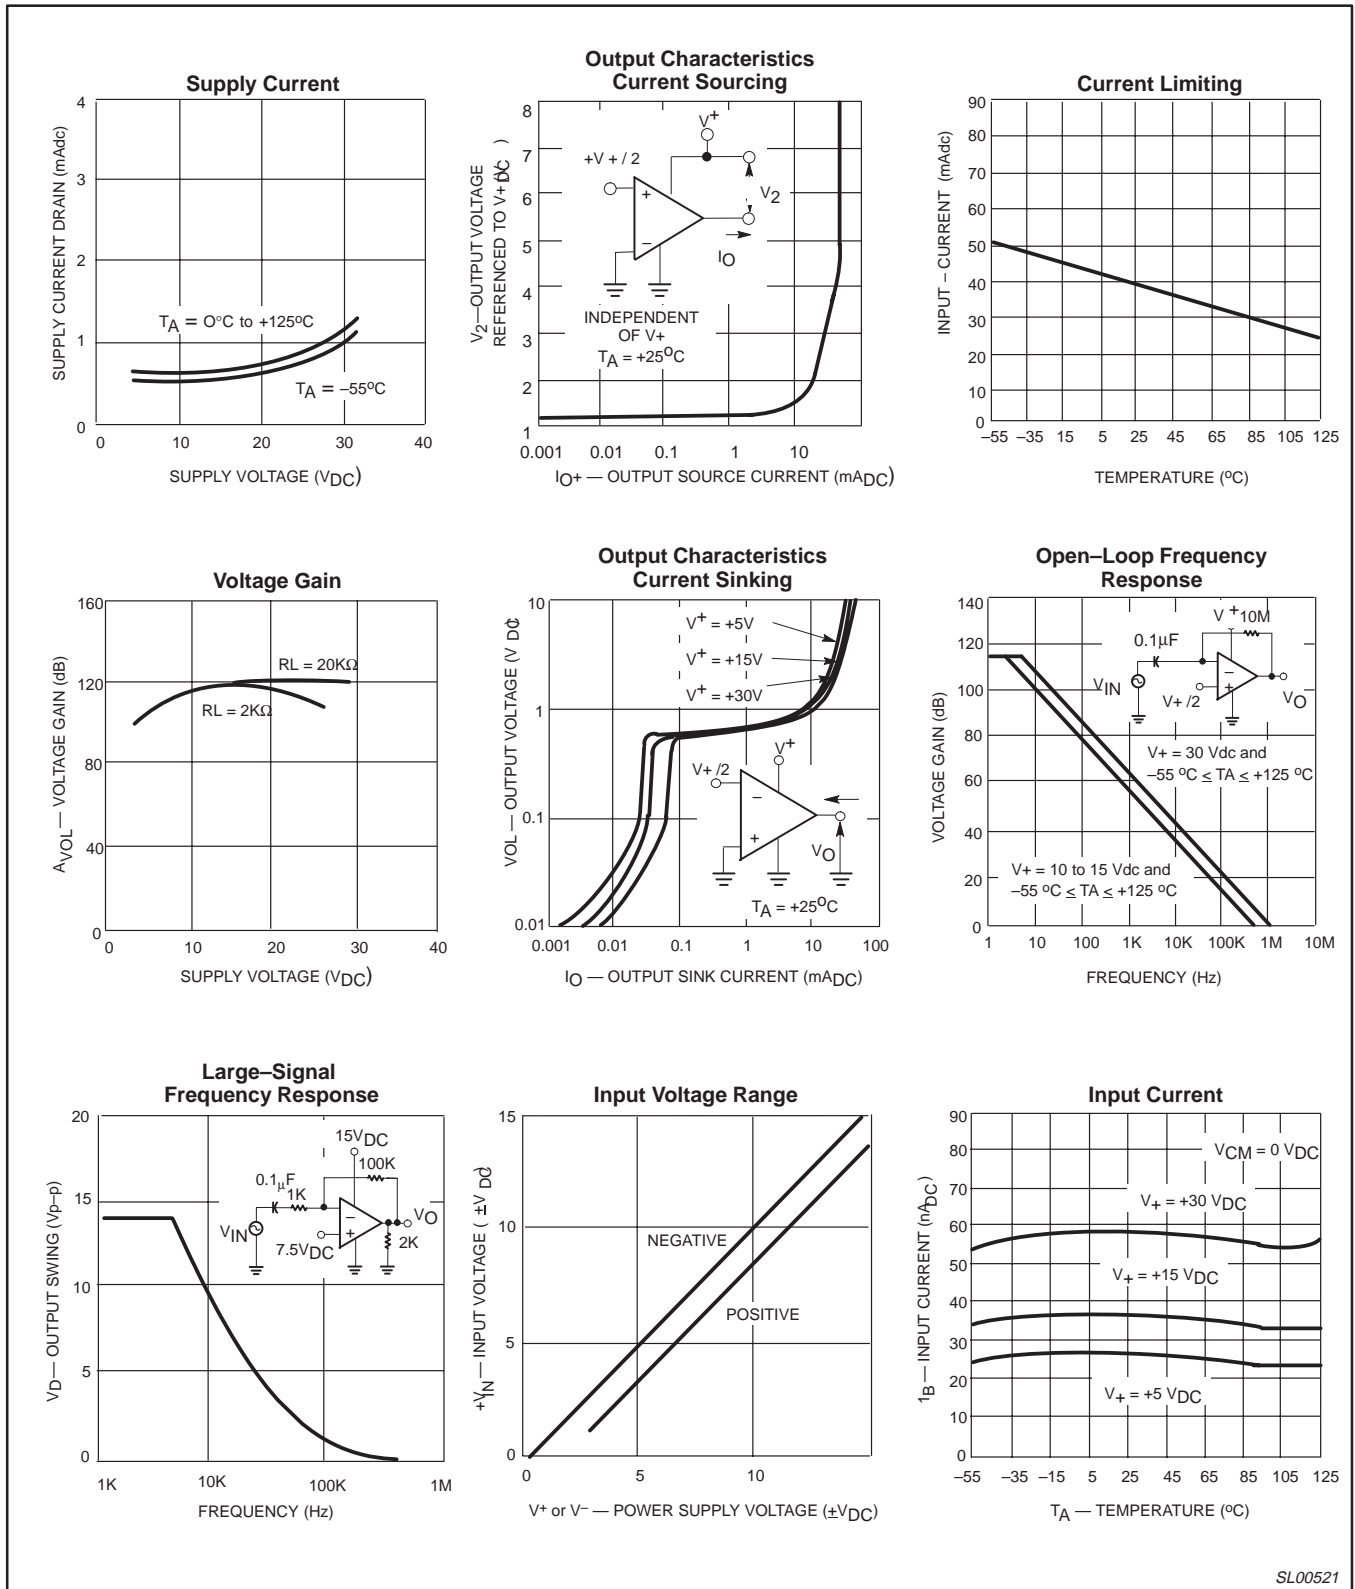 Supply Current
4
3
2
1
0
SUPPLY CURRENT DRAIN (mAdc)
TA = O°C to +125°C
TA = –55°C
0 10 20 30 40
SUPPLY VOLTAGE (VDC)
Output Characteristics
Current Sourcing
8
7
6
5
4
3
2
1
V2—OUTPUT VOLTAGE
REFERENCED TO V+(VDC)
V+
+V + / 2
+
–
V2
IO
INDEPENDENT
OF V+
TA = +25°C
0.001 0.01 0.1 1 10
IO+ — OUTPUT SOURCE CURRENT (mADC)
Current Limiting
90
80
70
60
50
40
30
20
10
0
INPUT – CURRENT (mAdc)
–55 –35 15 5 25 45 65 85 105 125
TEMPERATURE (°C)
Voltage Gain
160
120
80
40
0
AVOL — VOLTAGE GAIN (dB)
RL = 20KΩ
RL = 2KΩ
0 10 20 30 40
SUPPLY VOLTAGE (VDC)
Output Characteristics
Current Sinking
10
1
0.1
0.01
VOL — OUTPUT VOLTAGE (VDC)
V+ = +5V
V+ = +15V
V+ = +30V
V+
V+ /2
–
+
VO
TA = +25°C
0.001 0.01 0.1 1 10 100
IO — OUTPUT SINK CURRENT (mADC)
Open–Loop Frequency
Response
140
120
100
80
60
40
20
0
VOLTAGE GAIN (dB)
V+ 10M
0.1µF
VIN
–
+
V+ /2
VO
V+ = 30 Vdc and
–55 °C ≤ TA ≤ +125 °C
V+ = 10 to 15 Vdc and
–55 °C ≤ TA ≤ +125 °C
1 10 100 1K 10K 100K 1M 10M
FREQUENCY (Hz)
Large–Signal
Frequency Response
20
15
10
5
0
VD— OUTPUT SWING (Vp–p)
15VDC
100K
0.1µF
1K
VIN
–
+
7.5VDC
VO
2K
1K 10K 100K 1M
FREQUENCY (Hz)
Input Voltage Range
15
10
5
0
+VIN — INPUT VOLTAGE (±VDC)
NEGATIVE
POSITIVE
0 5 10
V+ or V– — POWER SUPPLY VOLTAGE (±VDC)
Input Current
90
80
70
60
50
40
30
20
10
0
1B — INPUT CURRENT (nADC)
VCM = 0 VDC
V+ = +30 VDC
V+ = +15 VDC
V+ = +5 VDC
–55 –35 –15 5 25 45 65 85 105 125
TA — TEMPERATURE (°C)
SL00521